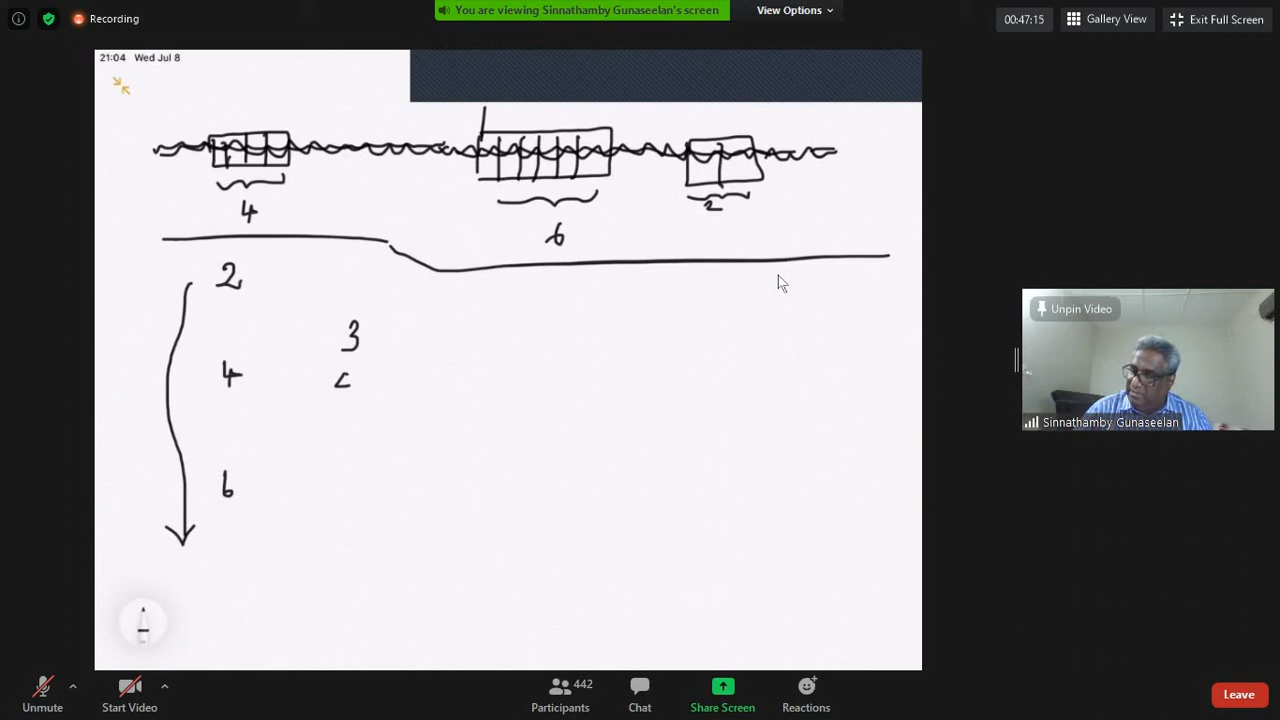 Recording
You are viewing Sinnathamby Gunaseelan's screen
View Options
00:47:15
Gallery View
Exit Full Screen
21:04 Wed Jul 8
4
6
2
2
3
4
6
Unpin Video
Sinnathamby Gunaseelan
Unmute
Start Video
442
Participants
Chat
Share Screen
Reactions
Leave